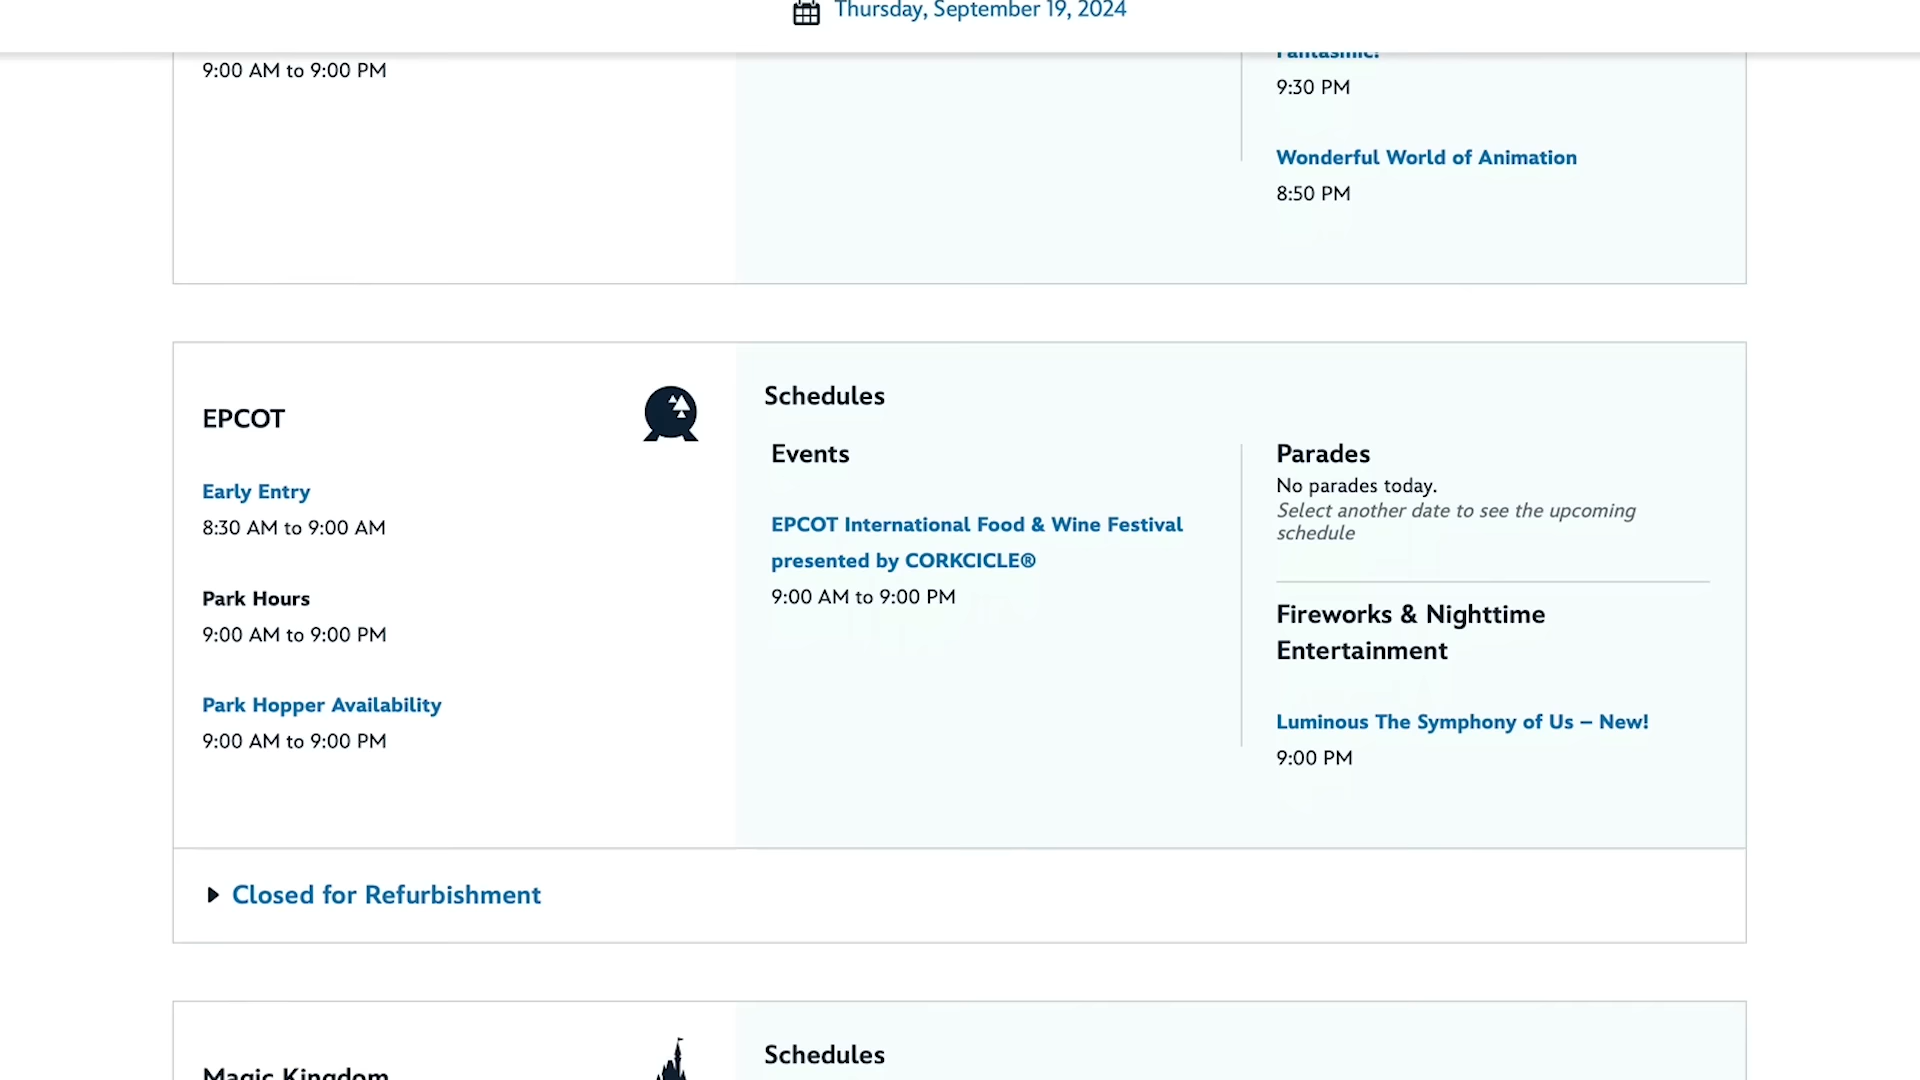 Thursday, September 19, 2024
9:00 AM to 9:00 PM
Fantasmic!
9:30 PM
Wonderful World of Animation
8:50 PM
EPCOT
Early Entry
8:30 AM to 9:00 AM
Park Hours
9:00 AM to 9:00 PM
Park Hopper Availability
9:00 AM to 9:00 PM
Schedules
Events
EPCOT International Food & Wine Festival
presented by CORKCICLE®
9:00 AM to 9:00 PM
Parades
No parades today.
Select another date to see the upcoming
schedule
Fireworks & Nighttime
Entertainment
Luminous The Symphony of Us – New!
9:00 PM
Closed for Refurbishment
Magic Kingdom
Schedules